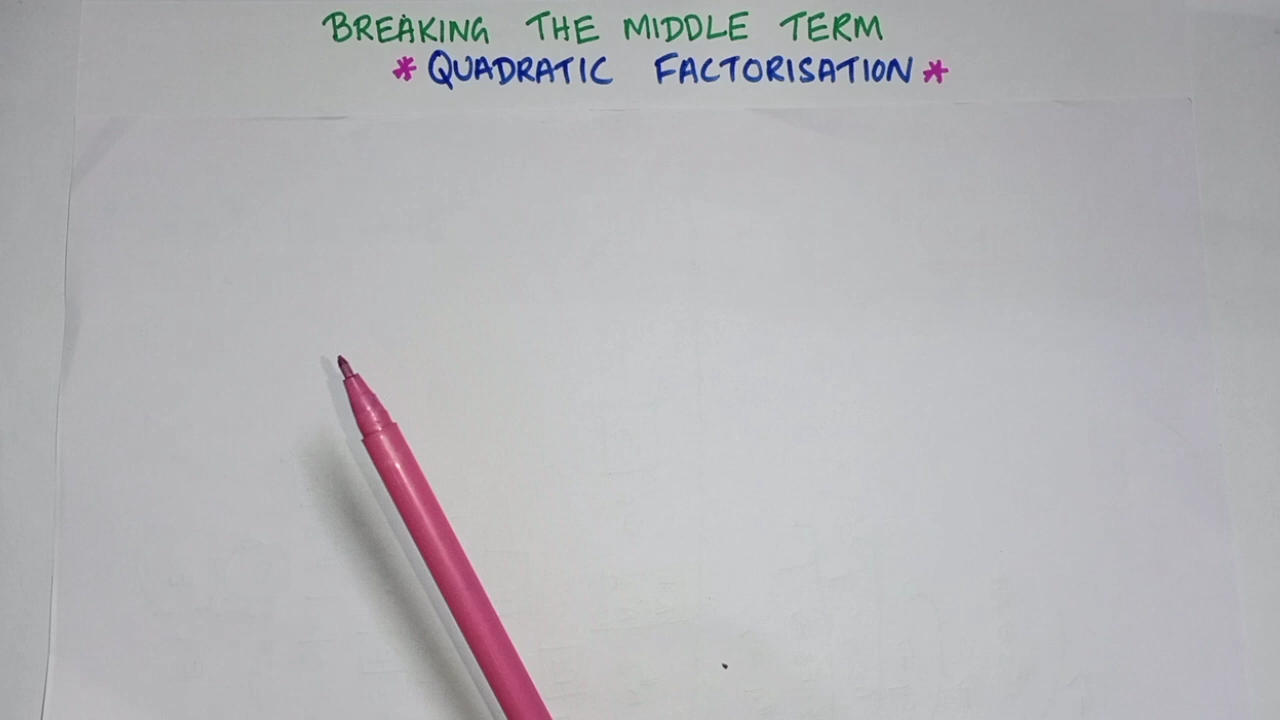 BREAKING THE MIDDLE TERM
* QUADRATIC FACTORISATION *